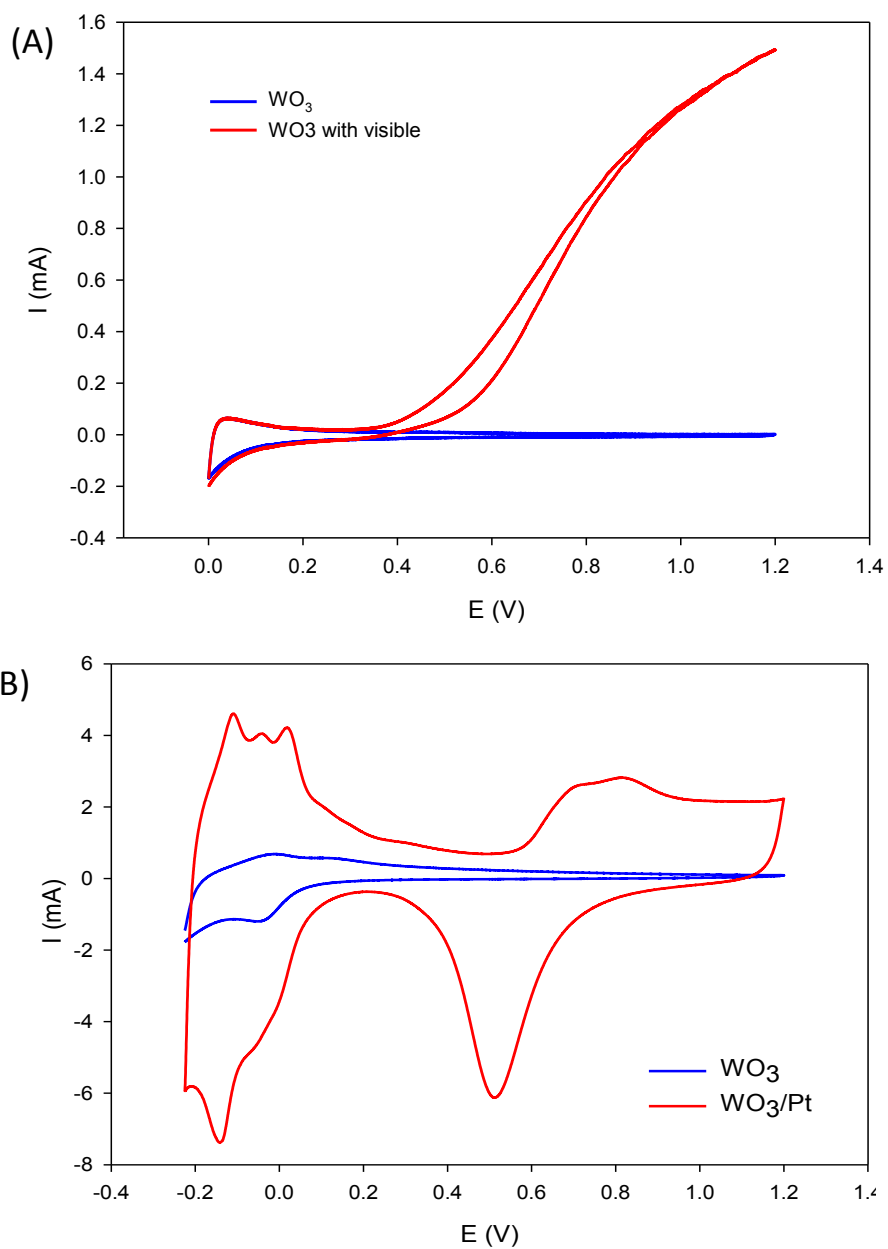 (A)
1.6
1.4
1.2
1.0
0.8
0.6
0.4
0.2
0.0
-0.2
-0.4
I (mA)
WO₃
WO3 with visible
0.0 0.2 0.4 0.6 0.8 1.0 1.2 1.4
E (V)
B)
6
4
2
0
-2
-4
-6
-8
I (mA)
WO₃
WO₃/Pt
-0.4 -0.2 0.0 0.2 0.4 0.6 0.8 1.0 1.2 1.4
E (V)